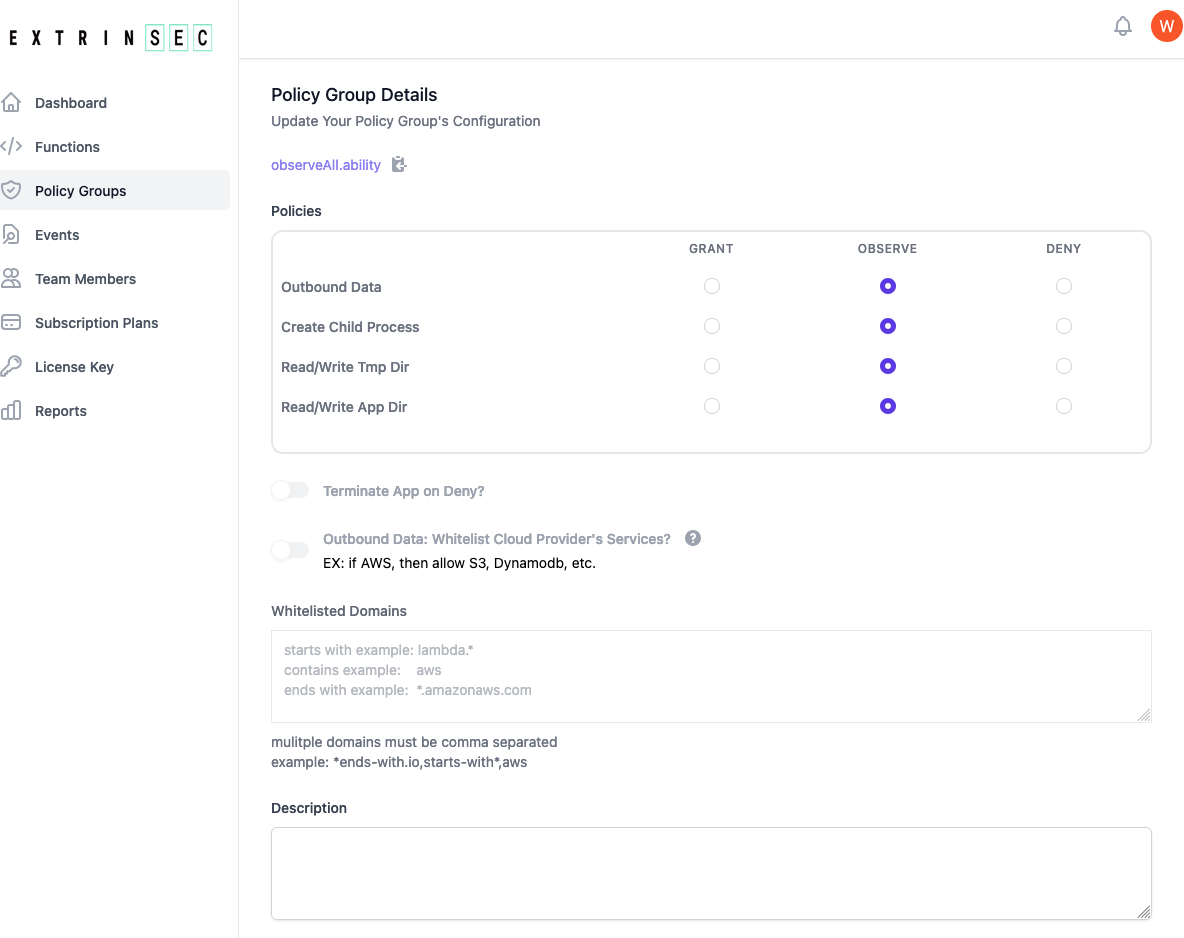 EXTRINSEC
W
Dashboard
Functions
Policy Groups
Events
Team Members
Subscription Plans
License Key
Reports
Policy Group Details
Update Your Policy Group's Configuration
observeAll.ability
Policies
GRANT OBSERVE DENY
Outbound Data
Create Child Process
Read/Write Tmp Dir
Read/Write App Dir
Terminate App on Deny?
Outbound Data: Whitelist Cloud Provider's Services? ?
EX: if AWS, then allow S3, Dynamodb, etc.
Whitelisted Domains
starts with example: lambda.*
contains example: aws
ends with example: *.amazonaws.com
mulitple domains must be comma separated
example: *ends-with.io,starts-with*,aws
Description